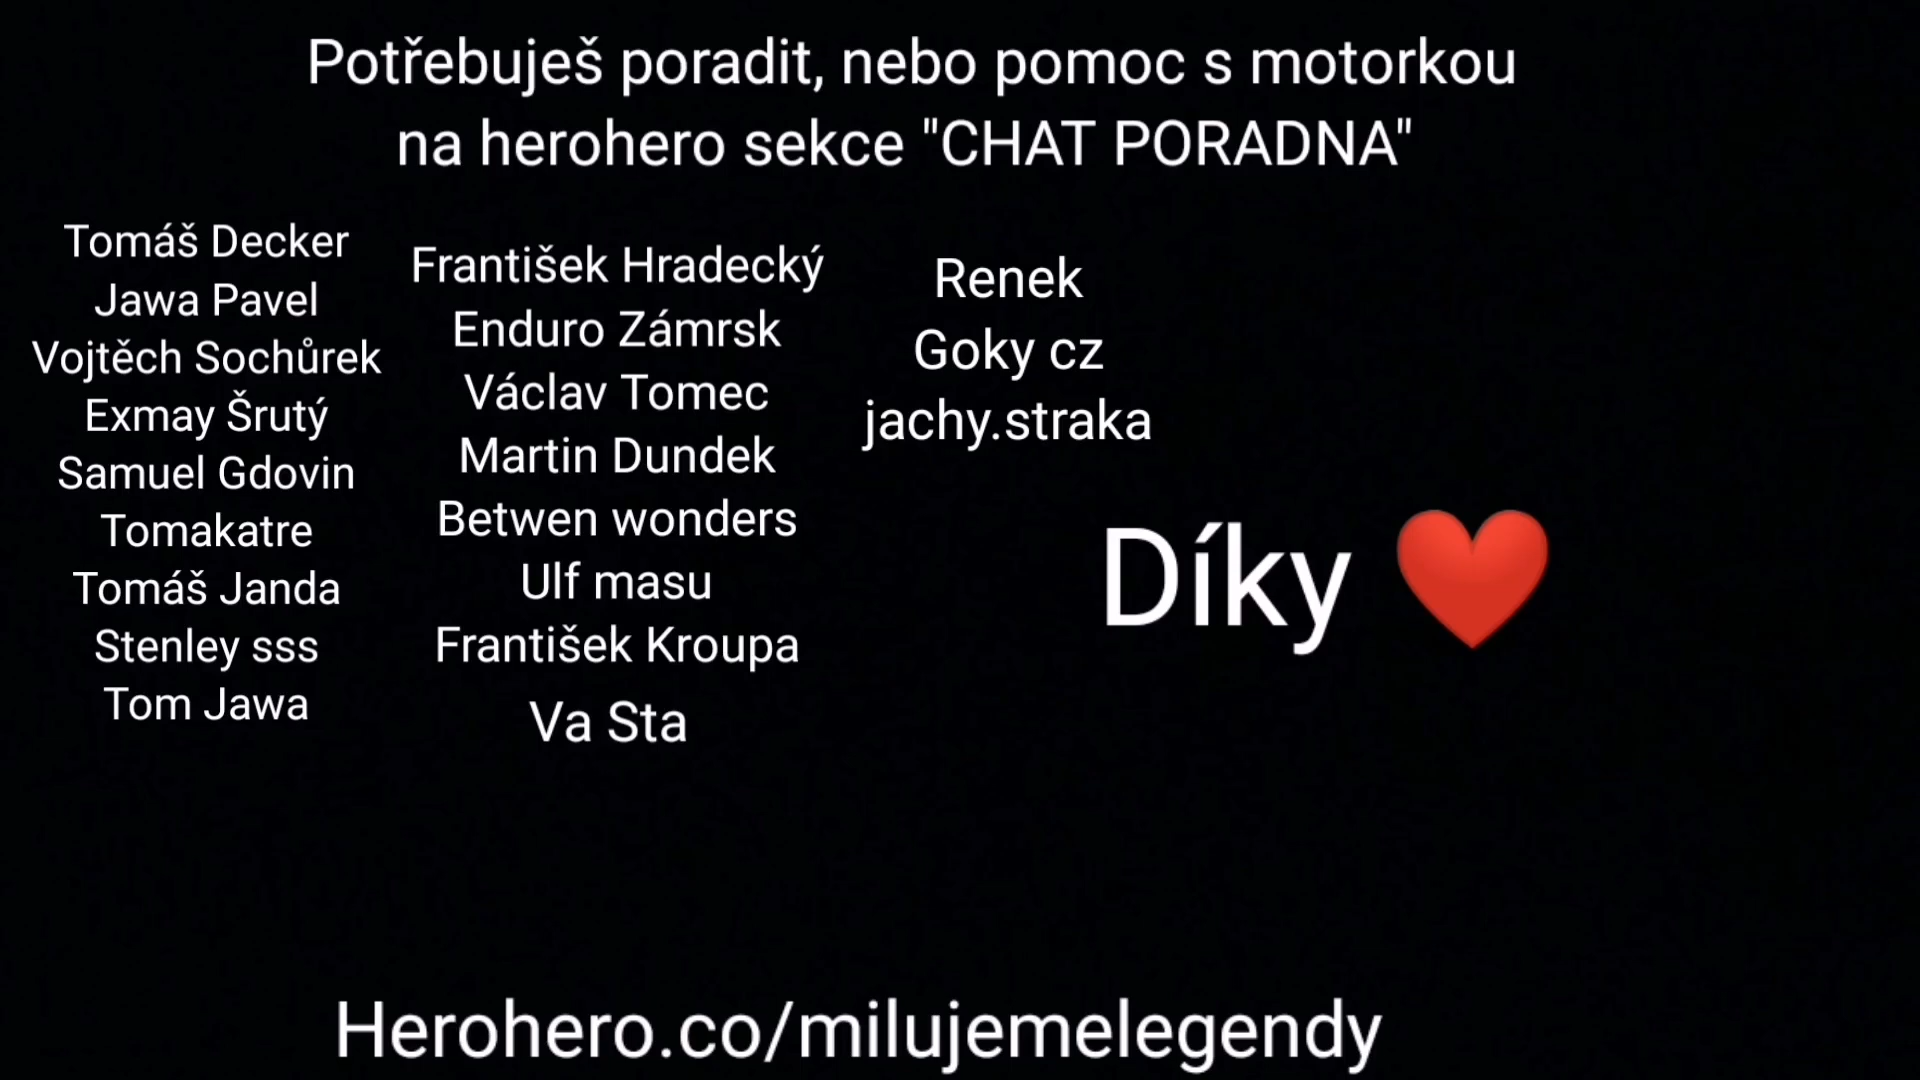 Potřebuješ poradit, nebo pomoc s motorkou
na herohero sekce "CHAT PORADNA"
Tomáš Decker
Jawa Pavel
Vojtěch Sochůrek
Exmay Šrutý
Samuel Gdovin
Tomakatre
Tomáš Janda
Stenley sss
Tom Jawa
František Hradecký
Enduro Zámrsk
Václav Tomec
Martin Dundek
Betwen wonders
Ulf masu
František Kroupa
Va Sta
Renek
Goky cz
jachy.straka
Díky ❤️
Herohero.co/milujemelegendy